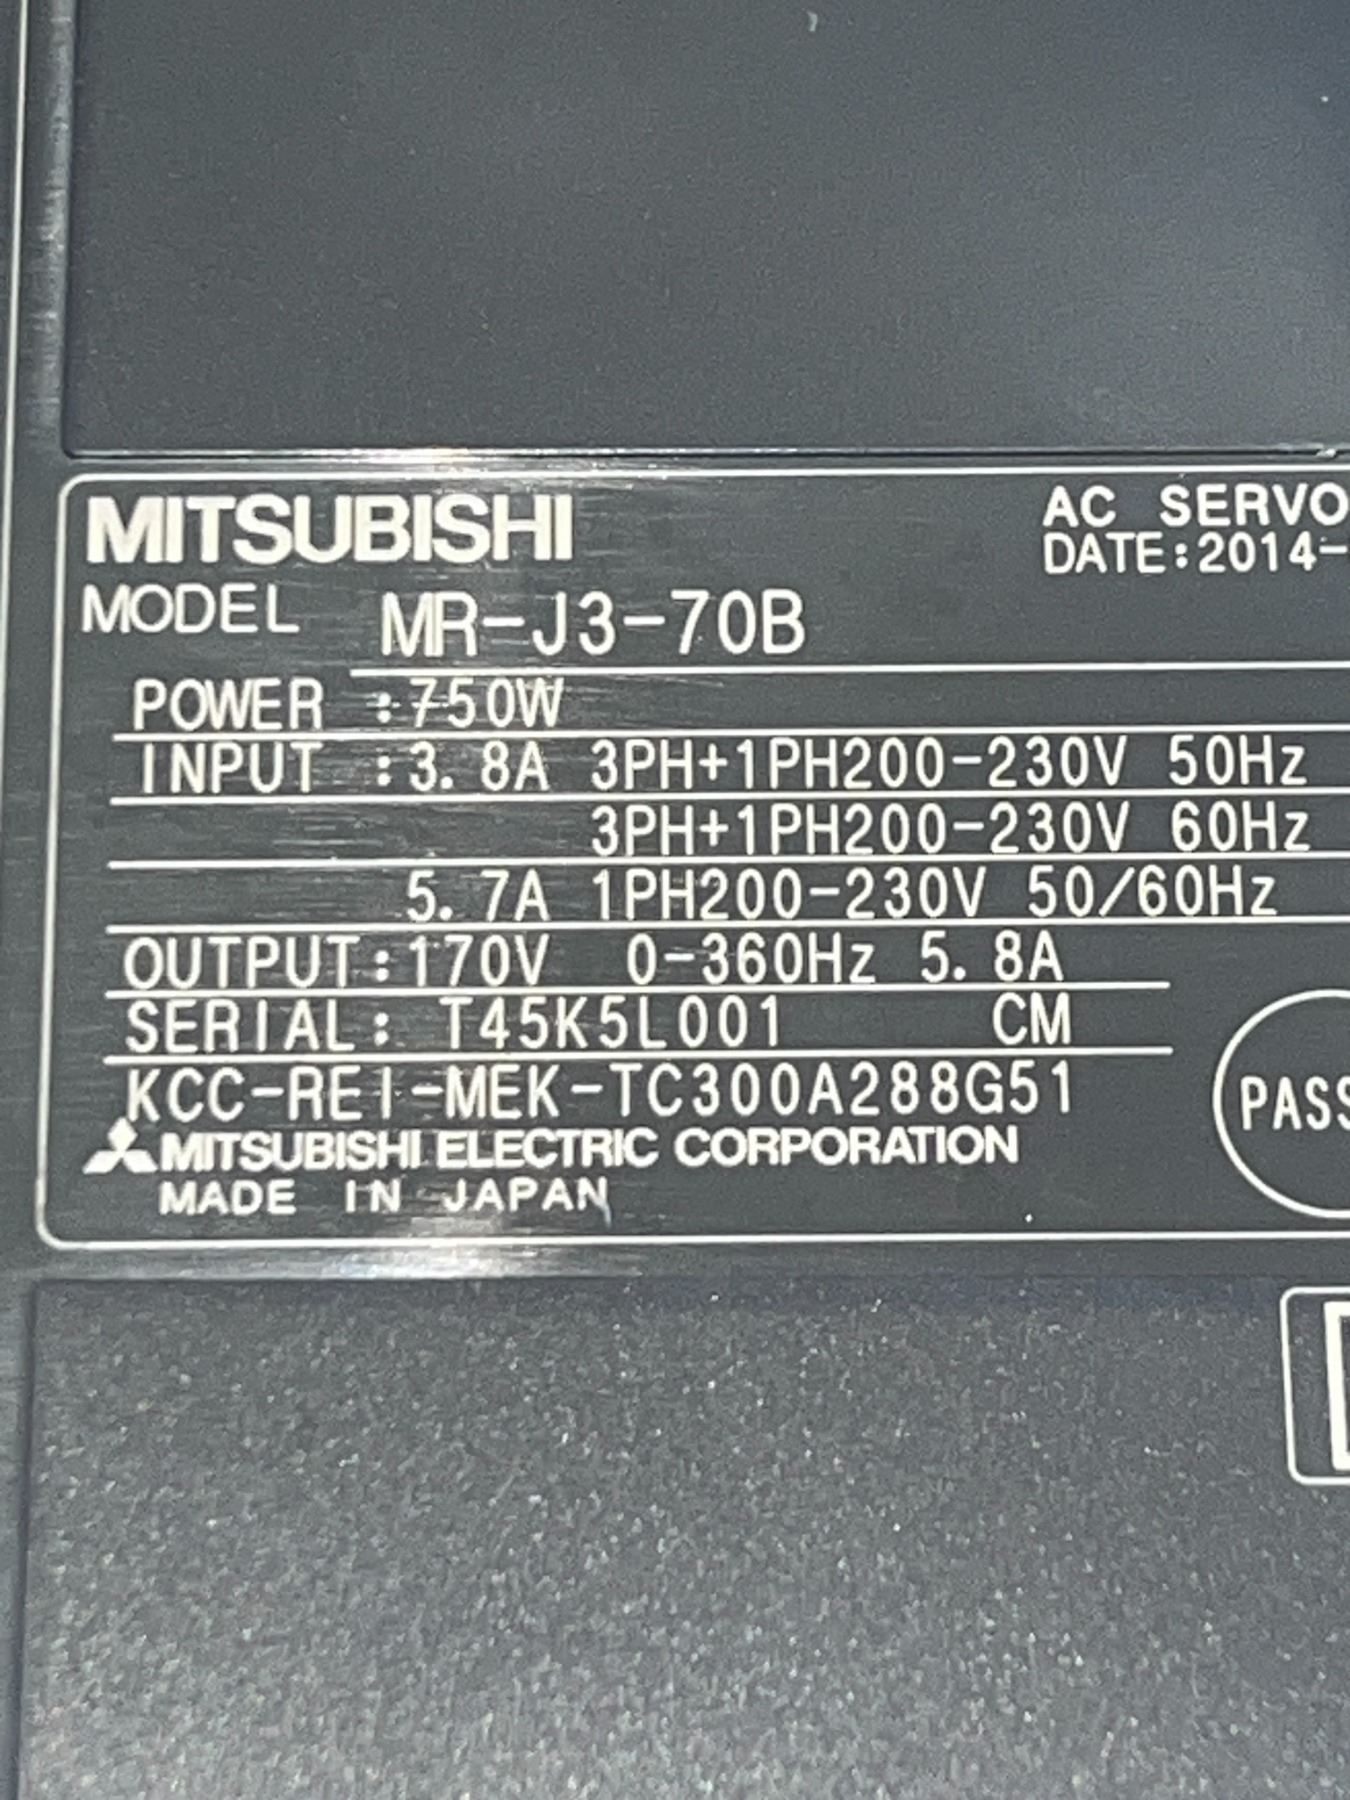 MITSUBISHI
AC SERVO
DATE:2014-
MODEL MR-J3-70B
POWER :750W
INPUT :3.8A 3PH+1PH200-230V 50Hz
3PH+1PH200-230V 60Hz
5.7A 1PH200-230V 50/60Hz
OUTPUT:170V 0-360Hz 5.8A
SERIAL: T45K5L001 CM
KCC-REI-MEK-TC300A288G51
PASS
MITSUBISHI ELECTRIC CORPORATION
MADE IN JAPAN